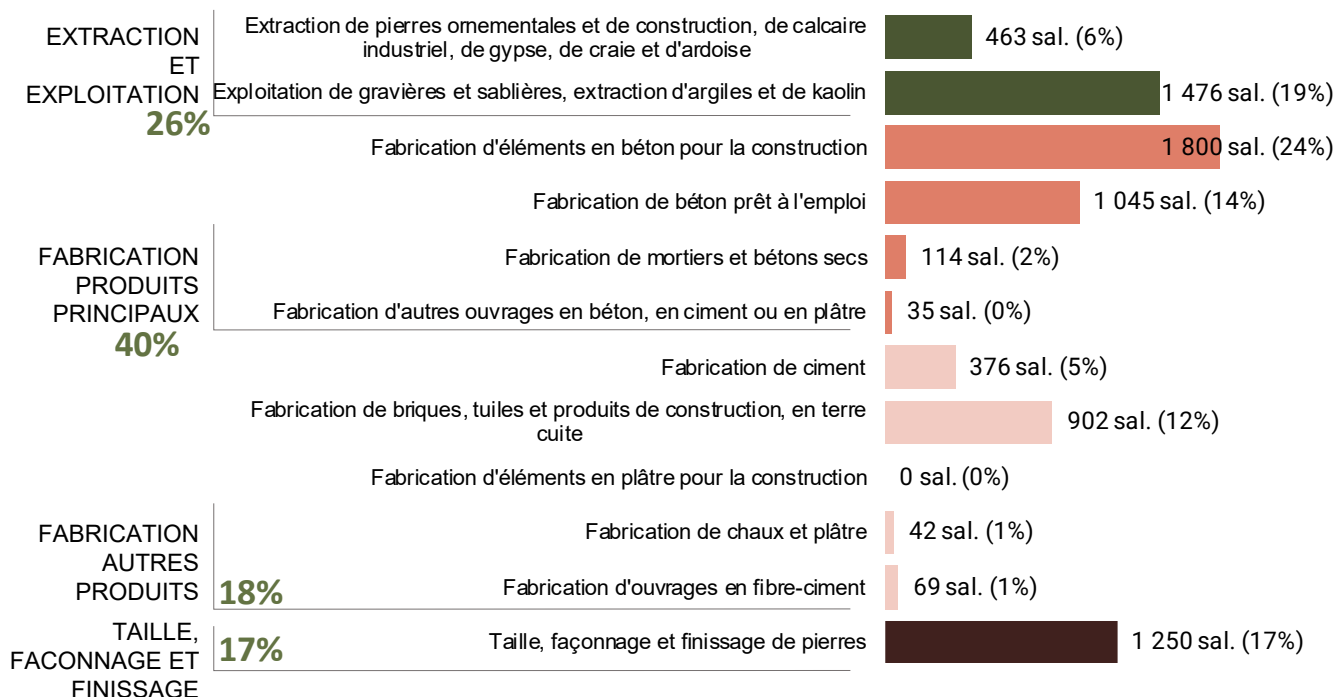 EXTRACTION
ET
EXPLOITATION
26%
Extraction de pierres ornementales et de construction, de calcaire
industriel, de gypse, de craie et d'ardoise
463 sal. (6%)
Exploitation de gravières et sablières, extraction d'argiles et de kaolin
1 476 sal. (19%)
Fabrication d'éléments en béton pour la construction
1 800 sal. (24%)
Fabrication de béton prêt à l'emploi
1 045 sal. (14%)
FABRICATION
PRODUITS
PRINCIPAUX
40%
Fabrication de mortiers et bétons secs
114 sal. (2%)
Fabrication d'autres ouvrages en béton, en ciment ou en plâtre
35 sal. (0%)
Fabrication de ciment
376 sal. (5%)
Fabrication de briques, tuiles et produits de construction, en terre
cuite
902 sal. (12%)
Fabrication d'éléments en plâtre pour la construction
0 sal. (0%)
FABRICATION
AUTRES
PRODUITS
18%
Fabrication de chaux et plâtre
42 sal. (1%)
Fabrication d'ouvrages en fibre-ciment
69 sal. (1%)
TAILLE,
FACONNAGE ET
FINISSAGE
17%
Taille, façonnage et finissage de pierres
1 250 sal. (17%)